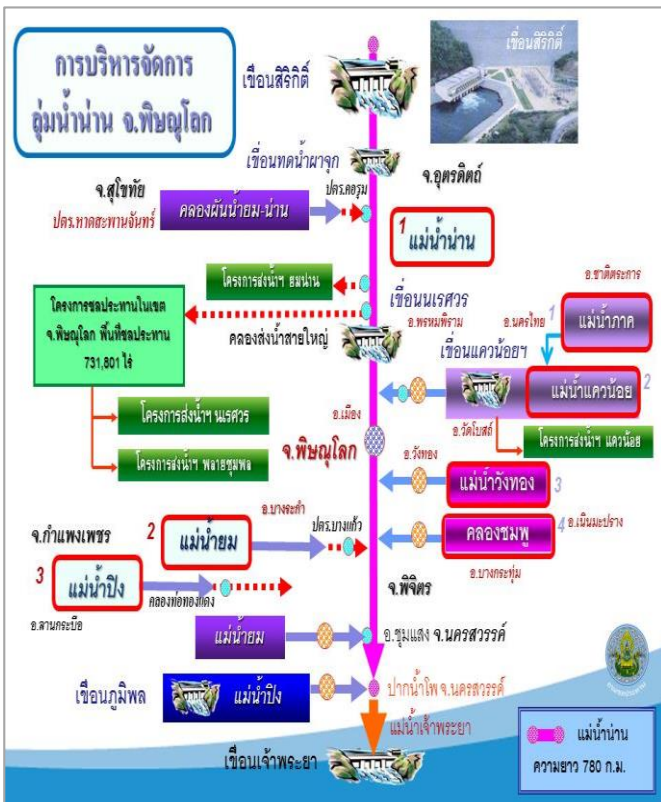 การบริหารจัดการ
ลุ่มน้ำน่าน จ.พิษณุโลก
เขื่อนสิริกิติ์
เขื่อนสิริกิติ์
เขื่อนทดน้ำผาจุก
จ.สุโขทัย
ปตร.หาดสะพานจันทร์
คลองผันน้ำยม-น่าน
ปตร.คอรุม
จ.อุตรดิตถ์
1
แม่น้ำน่าน
โครงการส่งน้ำฯ ยมน่าน
โครงการชลประทานในเขต
จ.พิษณุโลก พื้นที่ชลประทาน
731,801 ไร่
คลองส่งน้ำสายใหญ่
เขื่อนนเรศวร
อ.พรหมพิราม
อ.ชาติตระการ
อ.นครไทย
1
แม่น้ำภาค
เขื่อนแควน้อยฯ
แม่น้ำแควน้อย
2
อ.วัดโบสถ์
โครงการส่งน้ำฯ แควน้อย
โครงการส่งน้ำฯ นเรศวร
โครงการส่งน้ำฯ พลายชุมพล
อ.เมือง
จ.พิษณุโลก
อ.วังทอง
แม่น้ำวังทอง
3
คลองชมพู
4
อ.เนินมะปราง
อ.บางกระทุ่ม
อ.บางระกำ
ปตร.บางแก้ว
2
แม่น้ำยม
จ.กำแพงเพชร
3
แม่น้ำปิง
คลองท่อทองแดง
อ.ลานกระบือ
จ.พิจิตร
แม่น้ำยม
อ.ชุมแสง จ.นครสวรรค์
เขื่อนภูมิพล
แม่น้ำปิง
ปากน้ำโพ จ.นครสวรรค์
แม่น้ำเจ้าพระยา
เขื่อนเจ้าพระยา
แม่น้ำน่าน
ความยาว 780 ก.ม.